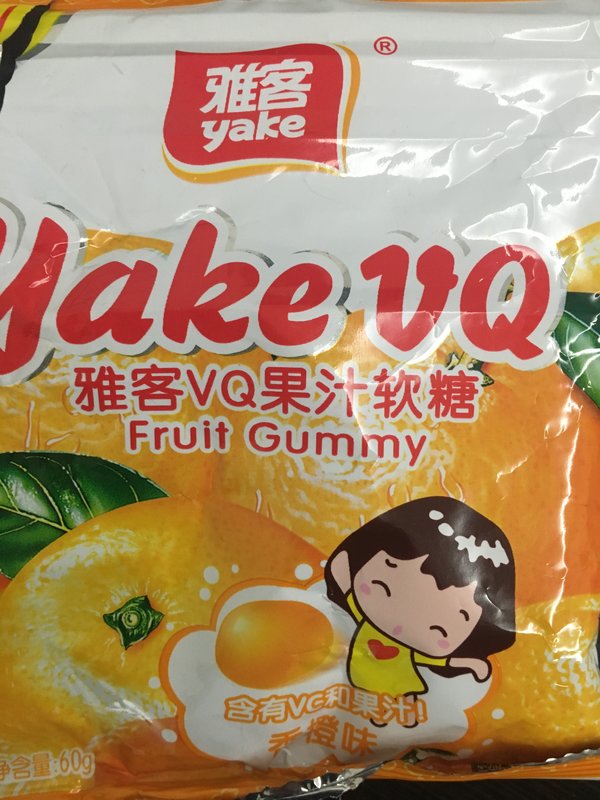 雅客
yake
®
Yake VQ
雅客VQ果汁软糖
Fruit Gummy
含有Vc和果汁!
香橙味
净含量:60g